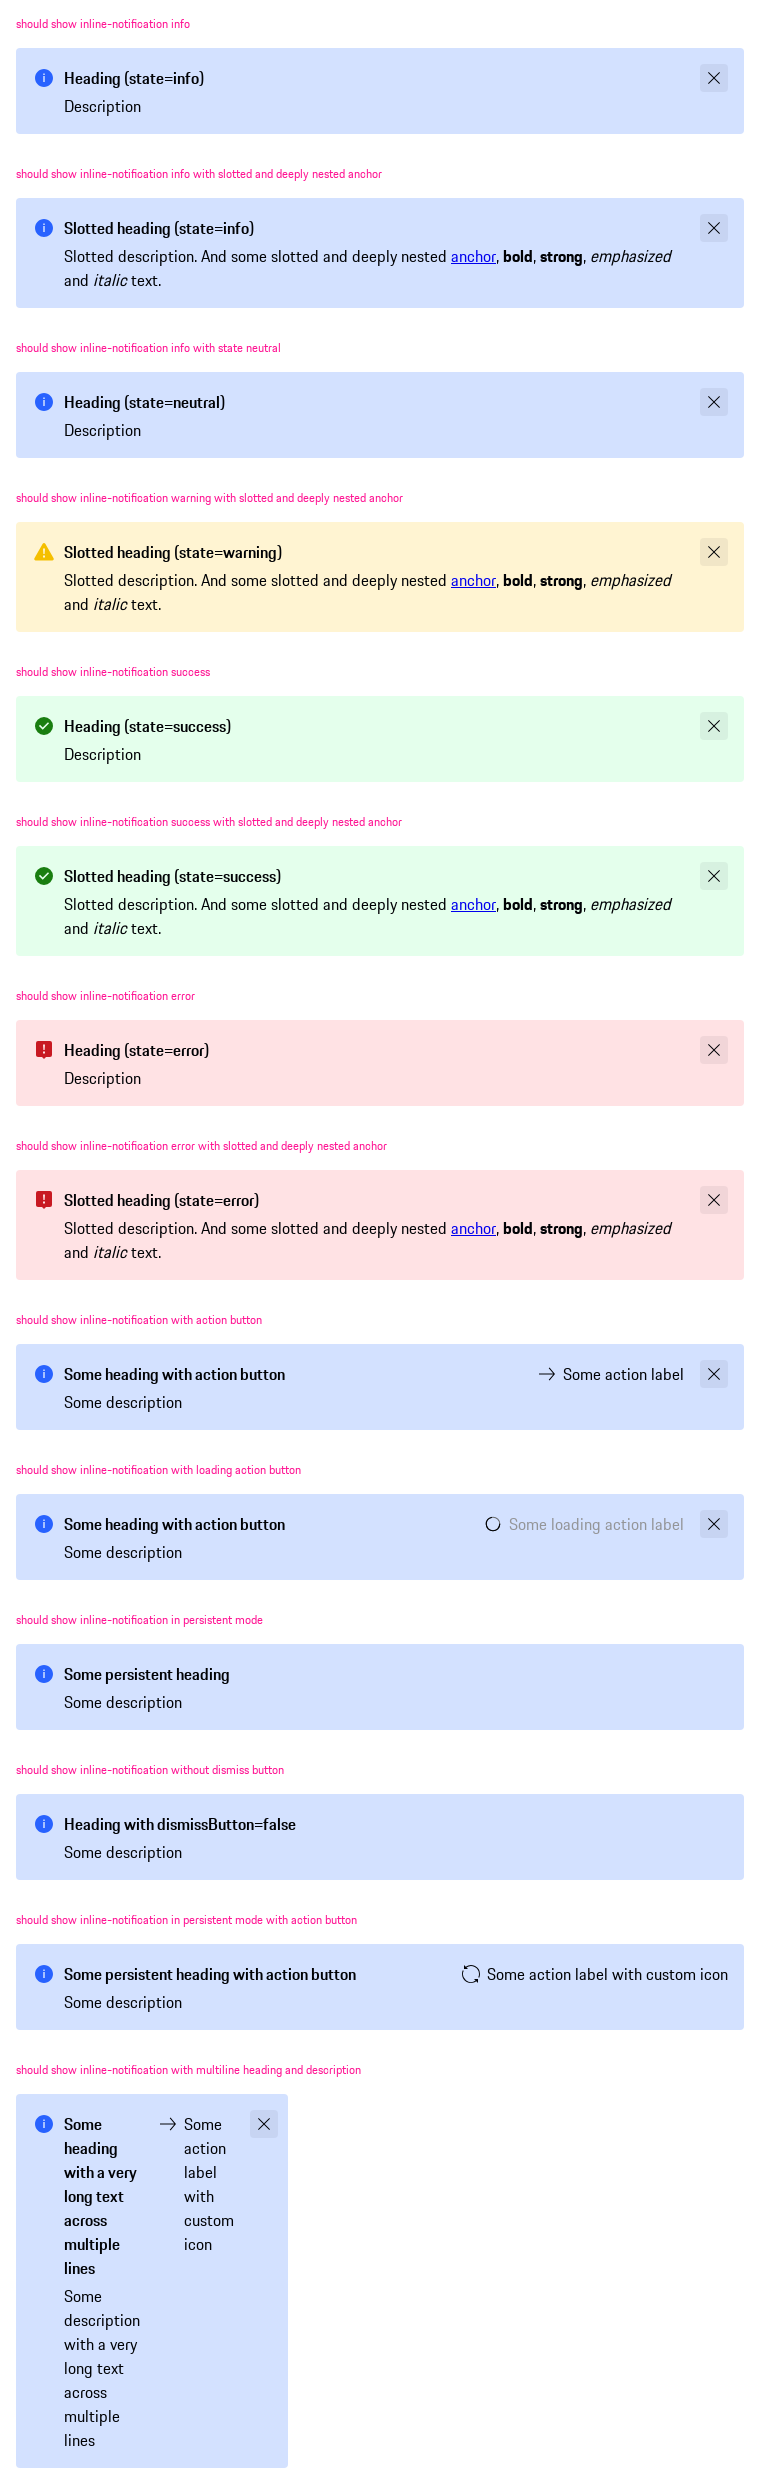 should show inline-notification info
Heading (state=info)
Description
should show inline-notification info with slotted and deeply nested anchor
Slotted heading (state=info)
Slotted description. And some slotted and deeply nested anchor, bold, strong, emphasized
and italic text.
should show inline-notification info with state neutral
Heading (state=neutral)
Description
should show inline-notification warning with slotted and deeply nested anchor
Slotted heading (state=warning)
Slotted description. And some slotted and deeply nested anchor, bold, strong, emphasized
and italic text.
should show inline-notification success
Heading (state=success)
Description
should show inline-notification success with slotted and deeply nested anchor
Slotted heading (state=success)
Slotted description. And some slotted and deeply nested anchor, bold, strong, emphasized
and italic text.
should show inline-notification error
Heading (state=error)
Description
should show inline-notification error with slotted and deeply nested anchor
Slotted heading (state=error)
Slotted description. And some slotted and deeply nested anchor, bold, strong, emphasized
and italic text.
should show inline-notification with action button
Some heading with action button
Some action label
Some description
should show inline-notification with loading action button
Some heading with action button
Some loading action label
Some description
should show inline-notification in persistent mode
Some persistent heading
Some description
should show inline-notification without dismiss button
Heading with dismissButton=false
Some description
should show inline-notification in persistent mode with action button
Some persistent heading with action button
Some action label with custom icon
Some description
should show inline-notification with multiline heading and description
Some
heading
with a very
long text
across
multiple
lines
Some
description
with a very
long text
across
multiple
lines
Some
action
label
with
custom
icon